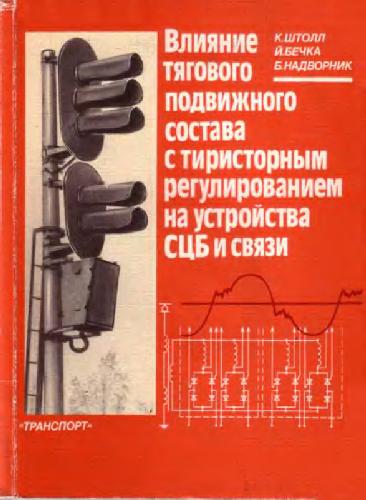 К.ШТОЛЛ
Й.БЕЧКА
Б.НАДВОРНИК
Влияние
тягового
подвижного
состава
с тиристорным
регулированием
на устройства
СЦБ и связи
«ТРАНСПОРТ»